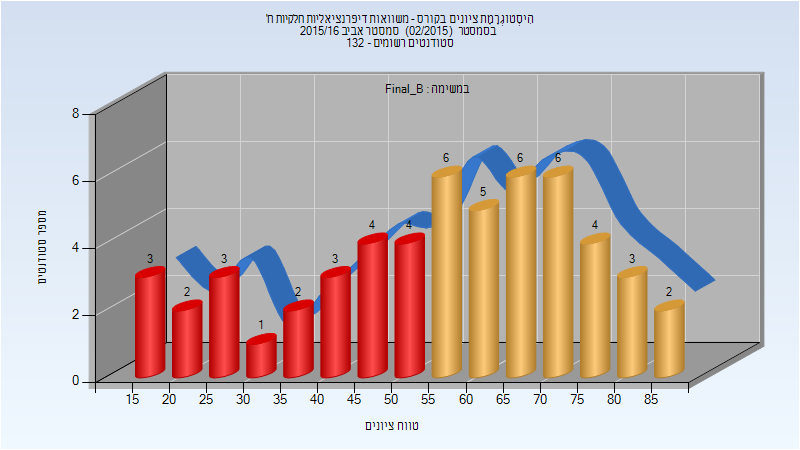 הִיסְטוֹגְרָמַת ציונים בקורס - משוואות דיפרנציאליות חלקיות ח'
בסמסטר (02/2015) סמסטר אביב 2015/16
סטודנטים רשומים - 132
במשימה : Final_B
מספר סטודנטים
8
6
4
2
0
3 2 3 1 2 3 4 4 6 5 6 6 4 3 2
15 20 25 30 35 40 45 50 55 60 65 70 75 80 85
טווח ציונים